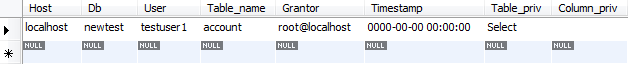 Host Db User Table_name Grantor Timestamp Table_priv Column_priv
localhost newtest testuser1 account root@localhost 0000-00-00 00:00:00 Select
NULL NULL NULL NULL NULL NULL NULL NULL